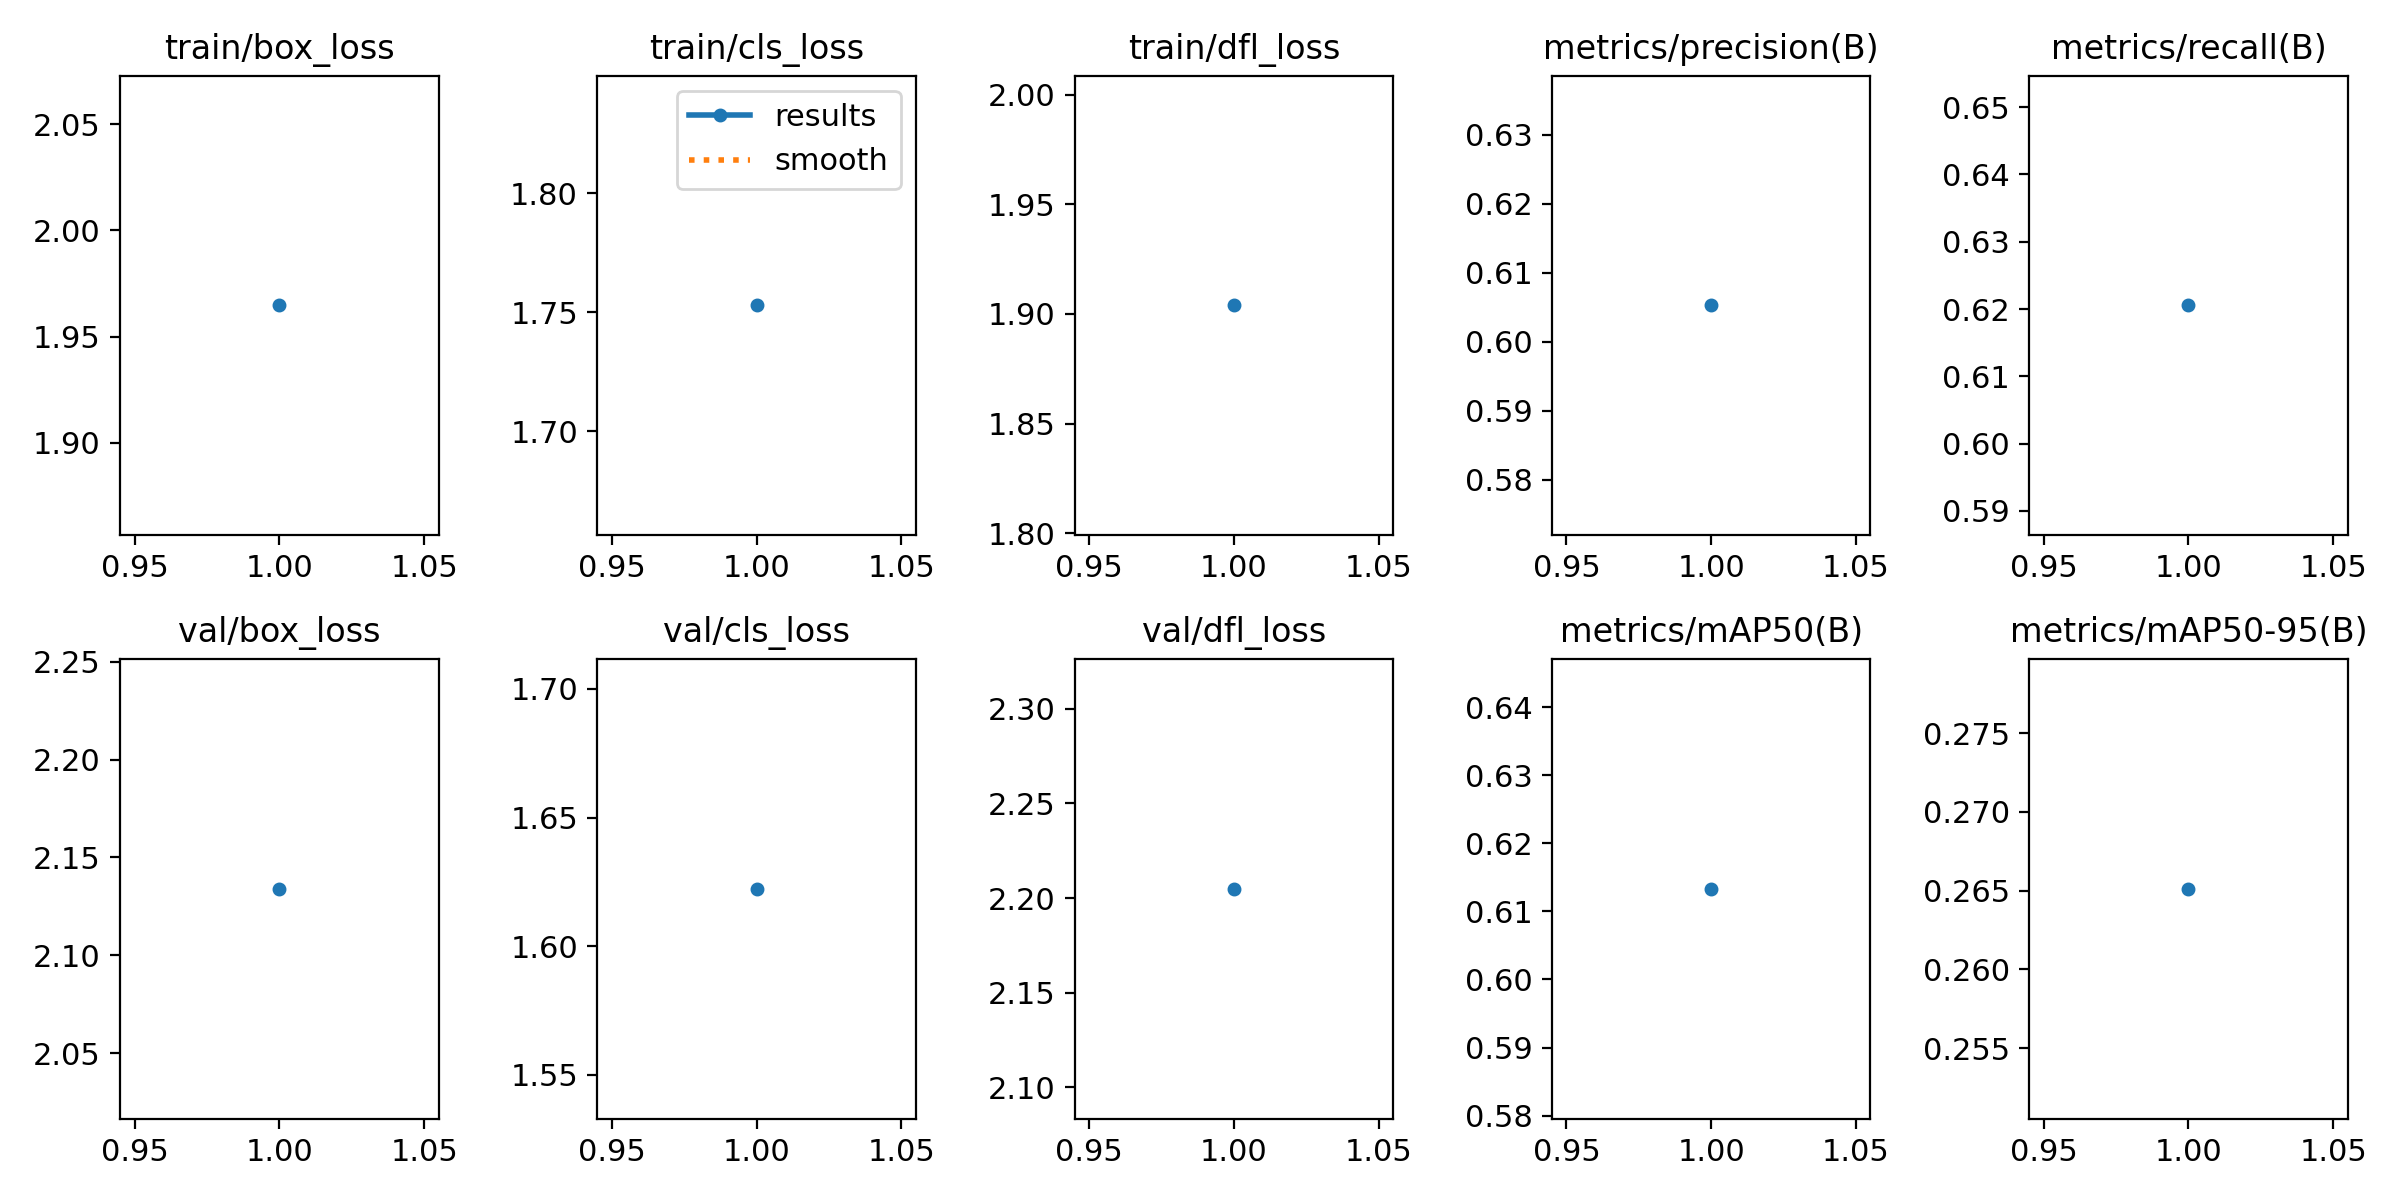 train/box_loss
2.05
2.00
1.95
1.90
0.95 1.00 1.05
train/cls_loss
results
smooth
1.80
1.75
1.70
0.95 1.00 1.05
train/dfl_loss
2.00
1.95
1.90
1.85
1.80
0.95 1.00 1.05
metrics/precision(B)
0.63
0.62
0.61
0.60
0.59
0.58
0.95 1.00 1.05
metrics/recall(B)
0.65
0.64
0.63
0.62
0.61
0.60
0.59
0.95 1.00 1.05
val/box_loss
2.25
2.20
2.15
2.10
2.05
0.95 1.00 1.05
val/cls_loss
1.70
1.65
1.60
1.55
0.95 1.00 1.05
val/dfl_loss
2.30
2.25
2.20
2.15
2.10
0.95 1.00 1.05
metrics/mAP50(B)
0.64
0.63
0.62
0.61
0.60
0.59
0.58
0.95 1.00 1.05
metrics/mAP50-95(B)
0.275
0.270
0.265
0.260
0.255
0.95 1.00 1.05